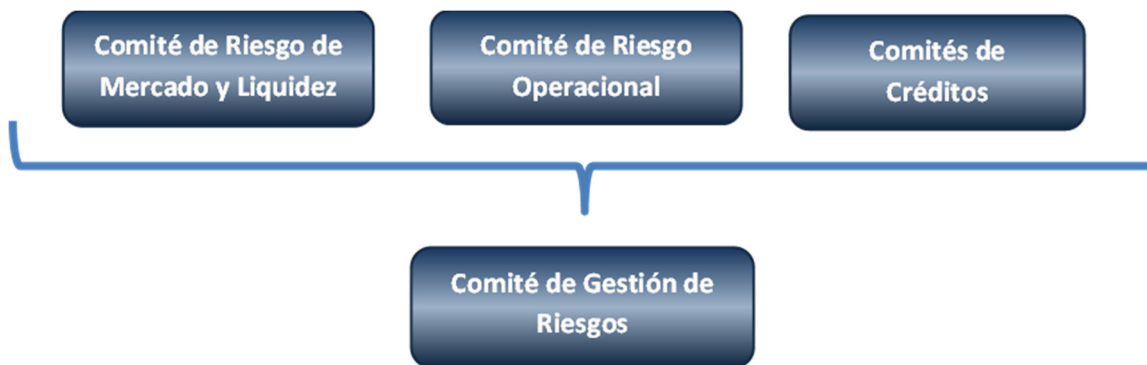 Comité de Riesgo de
Mercado y Liquidez
Comité de Riesgo
Operacional
Comités de
Créditos
Comité de Gestión de
Riesgos